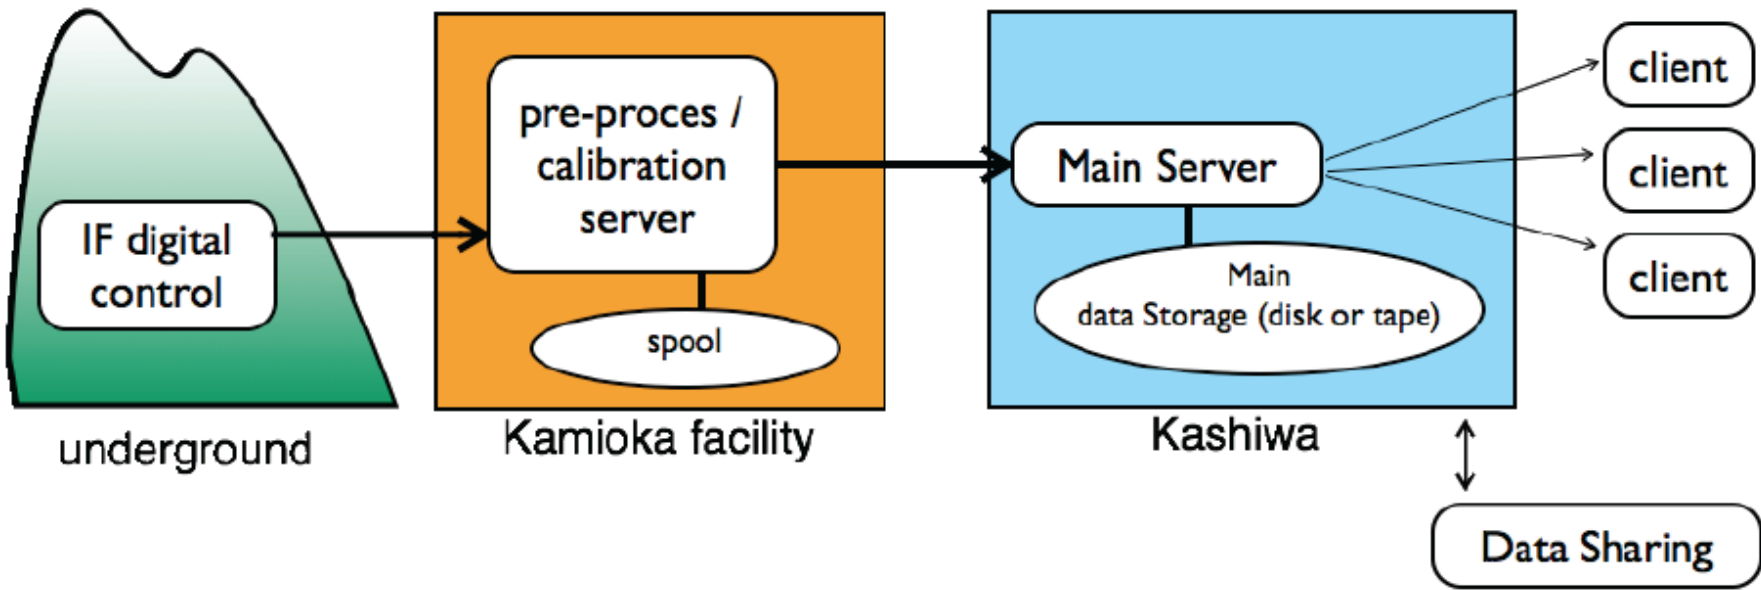 IF digital
control
underground
pre-proces /
calibration
server
spool
Kamioka facility
Main Server
Main
data Storage (disk or tape)
Kashiwa
client
client
client
Data Sharing